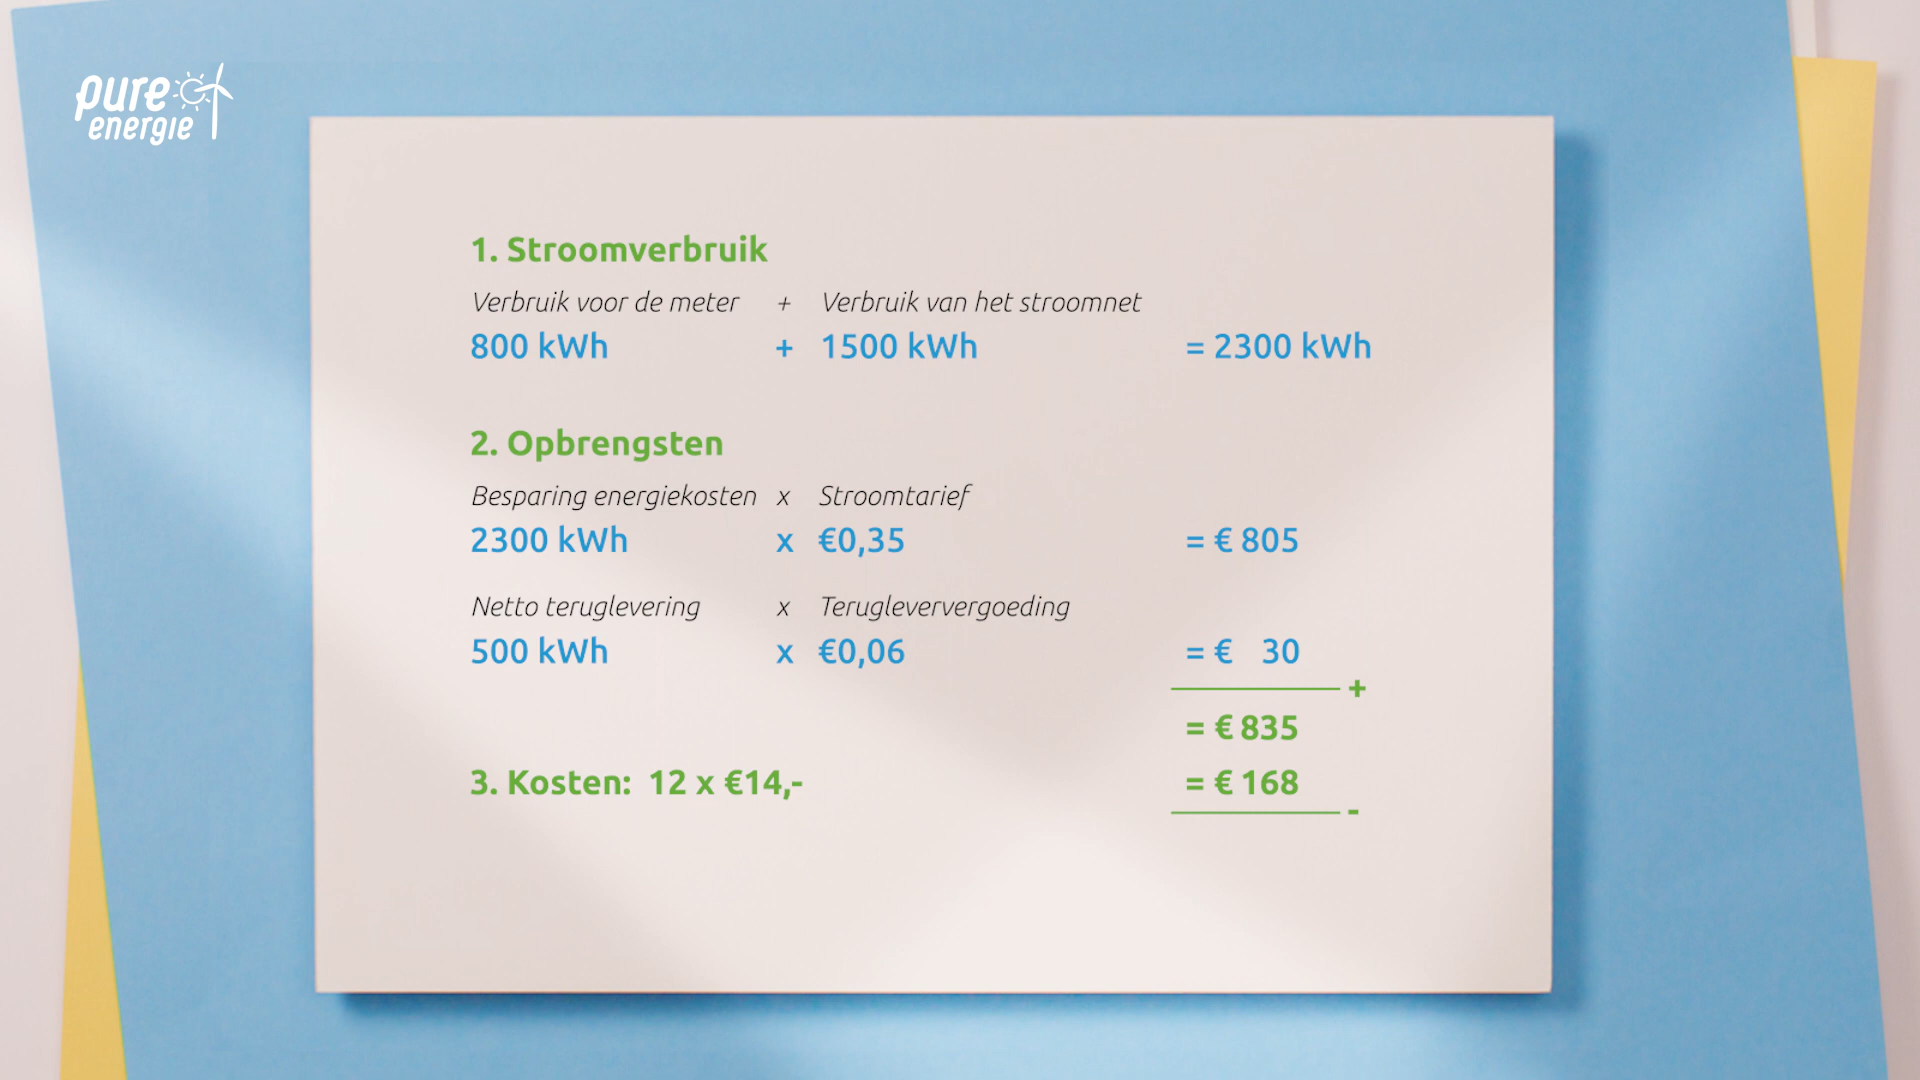 pure
energie
1. Stroomverbruik
Verbruik voor de meter + Verbruik van het stroomnet
800 kWh + 1500 kWh = 2300 kWh
2. Opbrengsten
Besparing energiekosten x Stroomtarief
2300 kWh x €0,35 = € 805
Netto teruglevering x Terugleververgoeding
500 kWh x €0,06 = € 30
+
= € 835
3. Kosten: 12 x €14,- = € 168
-